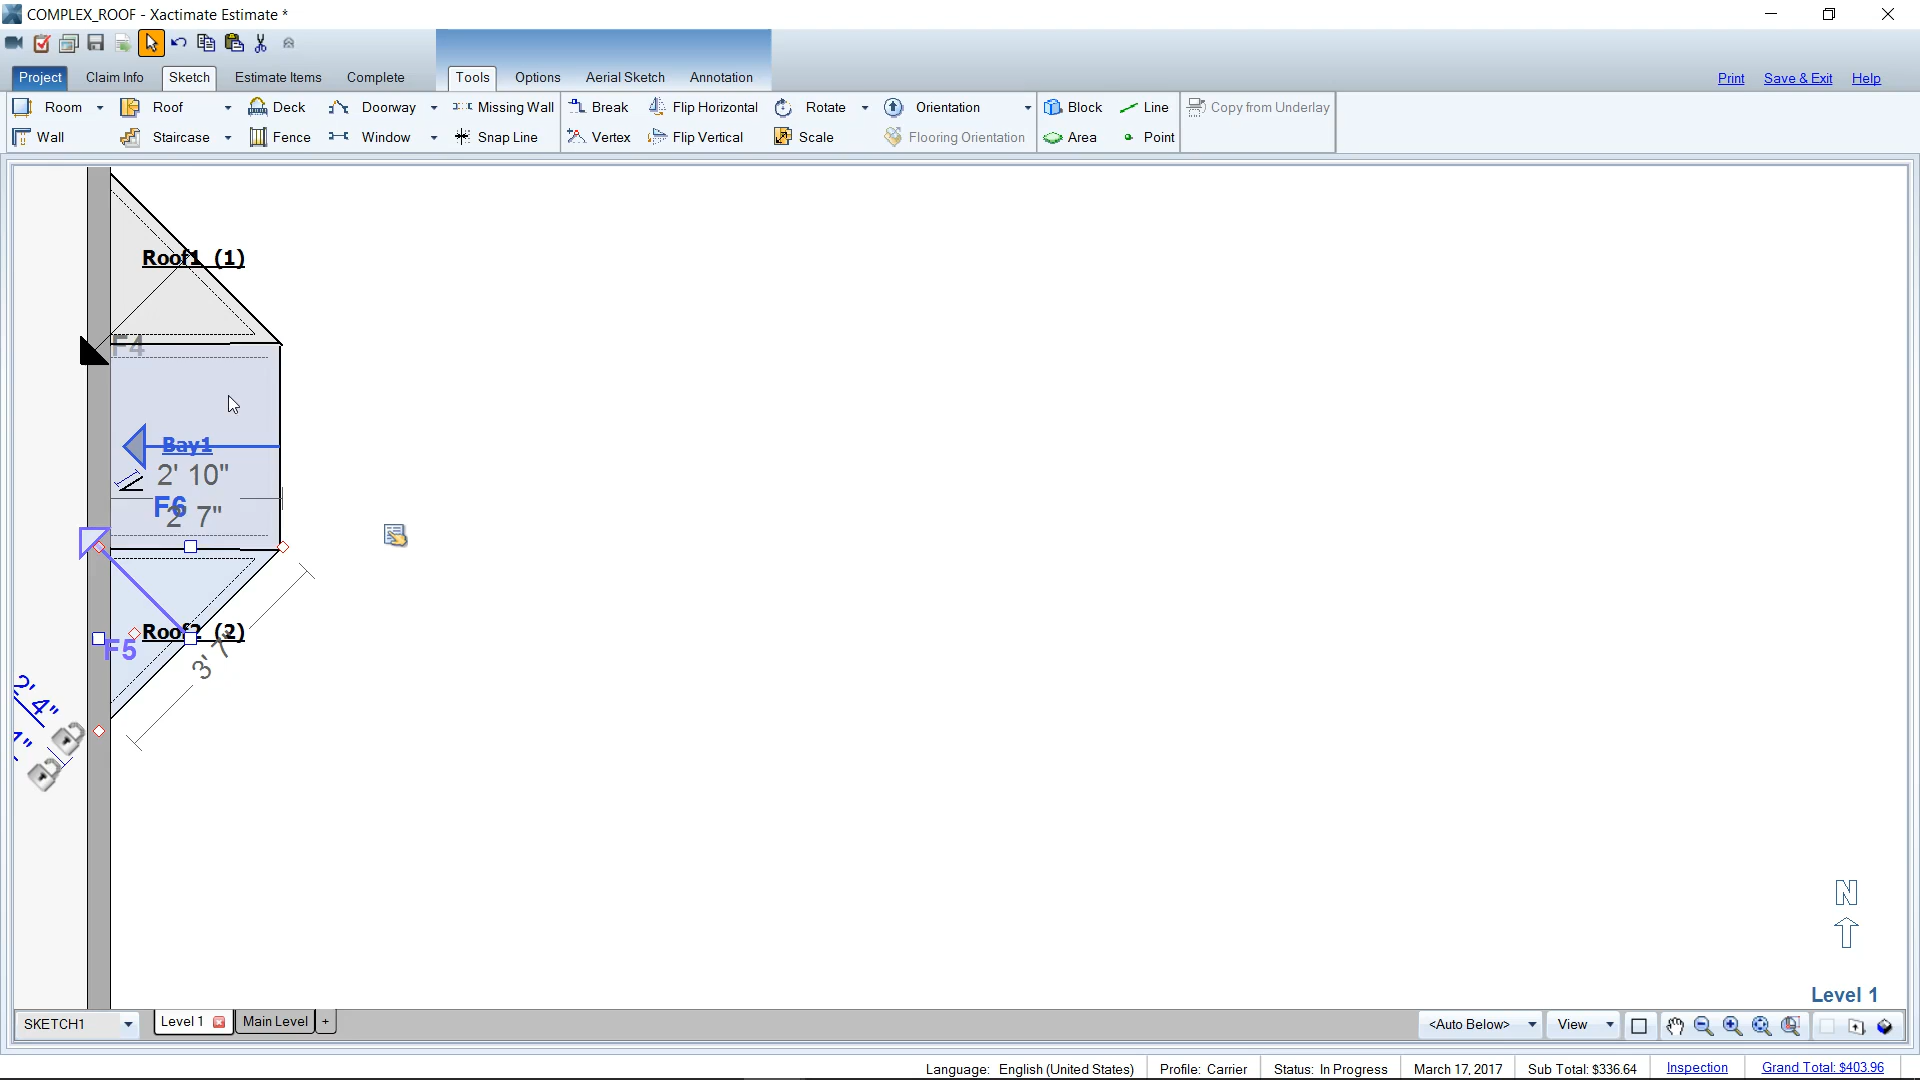 COMPLEX_ROOF - Xactimate Estimate *
Project Claim Info Sketch Estimate Items Complete Tools Options Aerial Sketch Annotation Print Save & Exit Help
Room Roof Deck Doorway Missing Wall Break Flip Horizontal Rotate Orientation Block Line Copy from Underlay
Wall Staircase Fence Window Snap Line Vertex Flip Vertical Scale Flooring Orientation Area Point
Roof1 (1)
F4
Bay1
2' 10"
F6
2' 7"
Roof2 (2)
F5
3' 7"
2' 4"
N
Level 1
SKETCH1 Level 1 Main Level + <Auto Below> View
Language: English (United States) Profile: Carrier Status: In Progress March 17, 2017 Sub Total: $336.64 Inspection Grand Total: $403.96